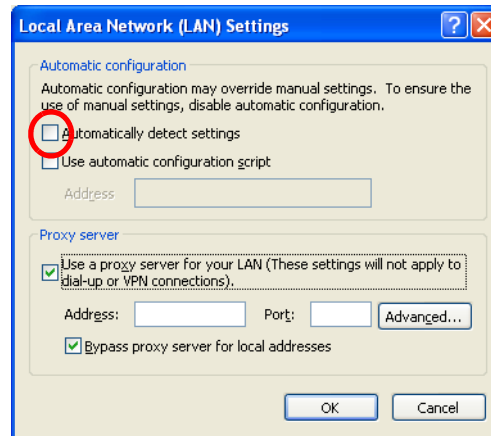 Local Area Network (LAN) Settings
Automatic configuration
Automatic configuration may override manual settings. To ensure the
use of manual settings, disable automatic configuration.
Automatically detect settings
Use automatic configuration script
Address
Proxy server
Use a proxy server for your LAN (These settings will not apply to
dial-up or VPN connections).
Address: Port: Advanced...
Bypass proxy server for local addresses
OK Cancel